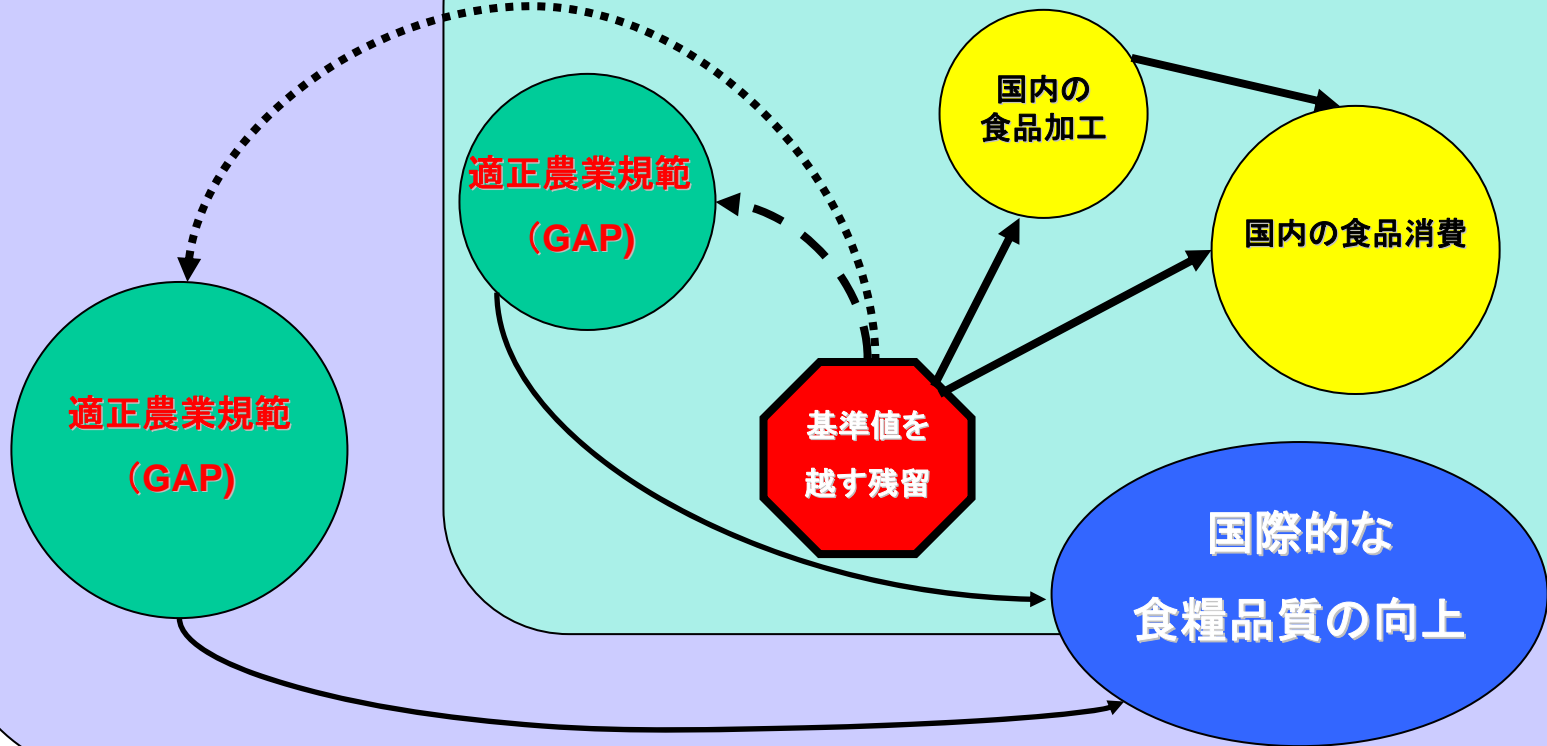 国内の
食品加工
適正農業規範
（GAP)
国内の食品消費
適正農業規範
（GAP)
基準値を
越す残留
国際的な
食糧品質の向上